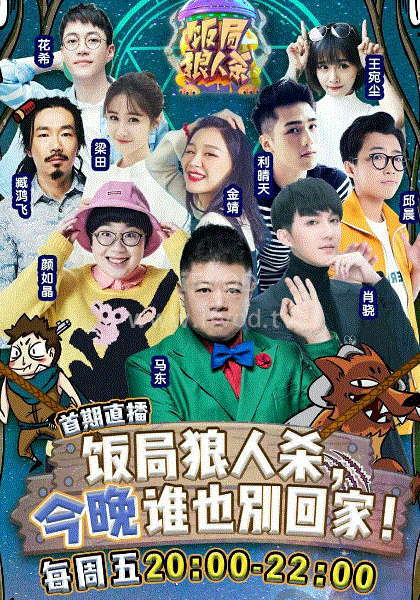 饭局
狼人杀
花希
王宛尘
梁田
臧鸿飞
金靖
利晴天
邱晨
颜如晶
肖骁
马东
首期直播
饭局狼人杀，
今晚谁也别回家！
每周五20:00-22:00